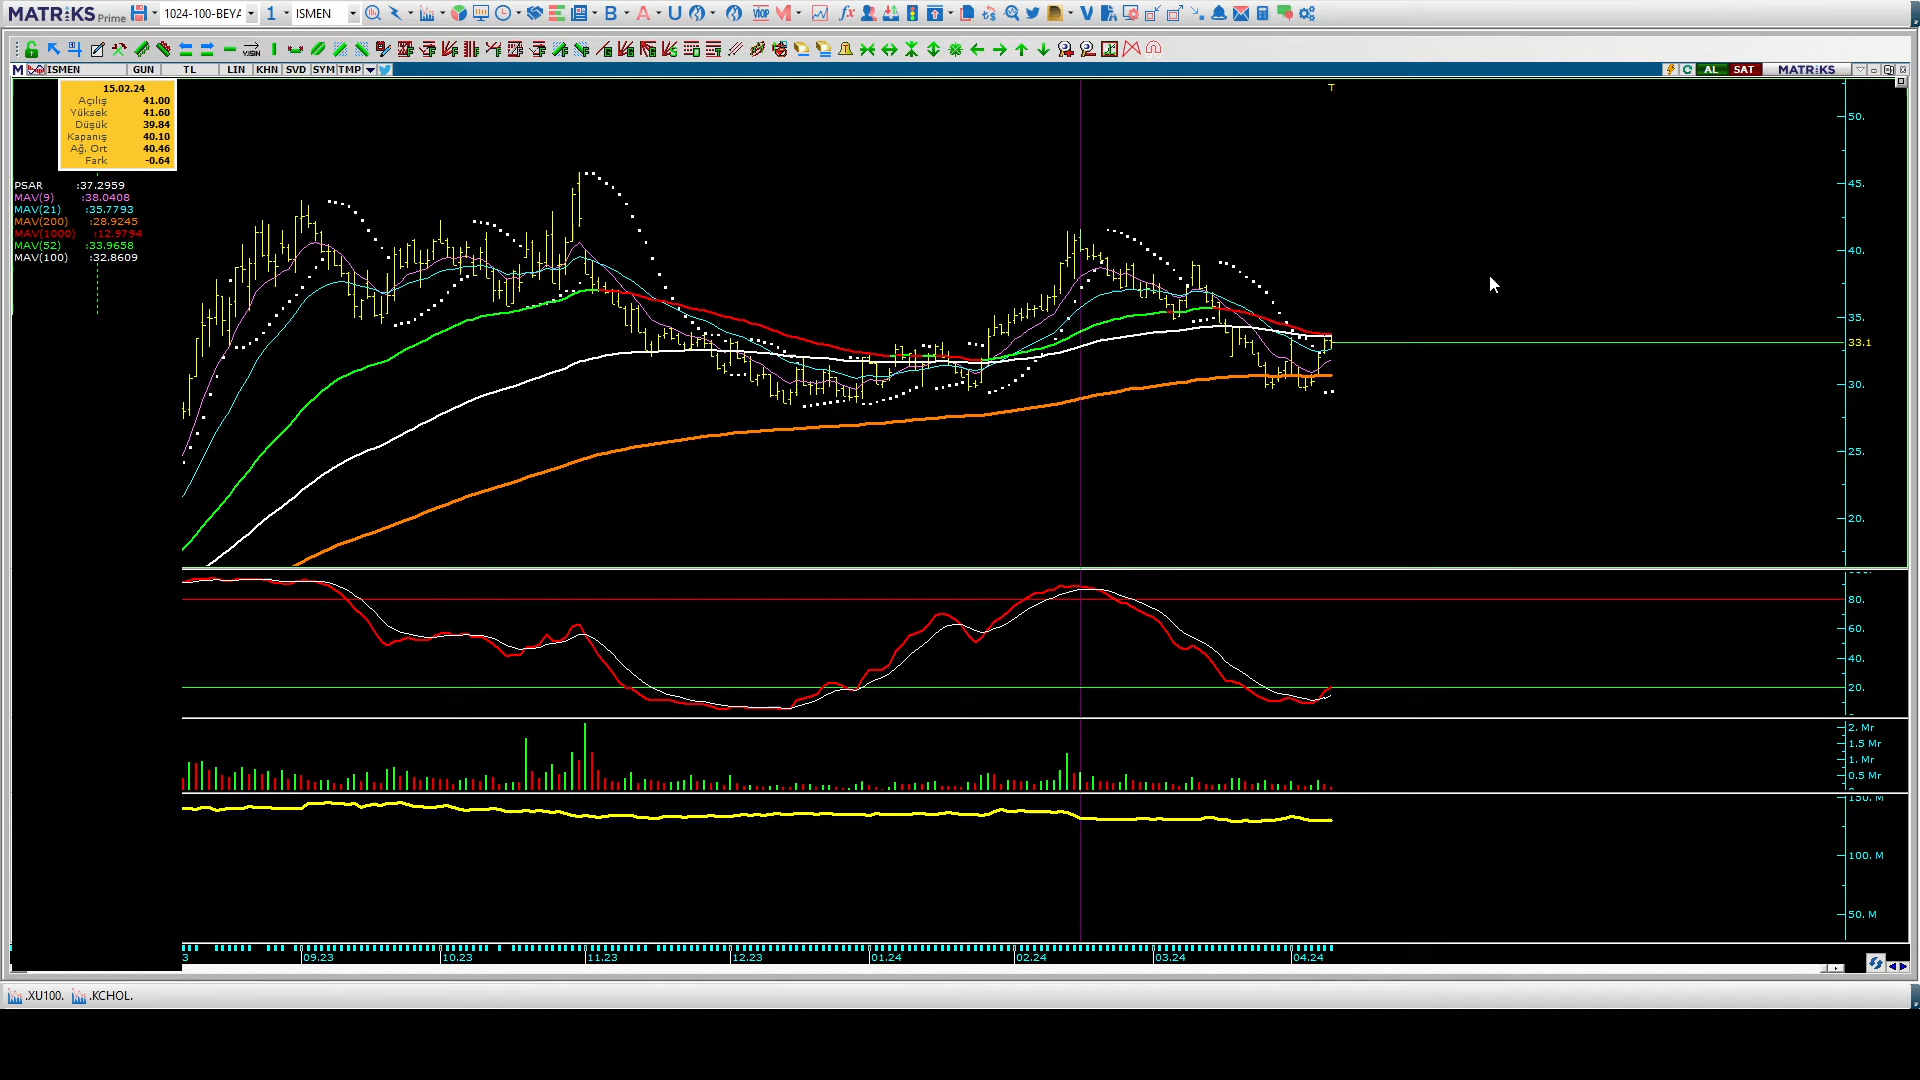 MATRİKS Prime 1024-100-BEYA 1 ISMEN B A U VIOP M fx V
M ISMEN GUN TL LIN KHN SVD SYM TMP AL SAT MATRIKS
15.02.24
Açılış 41.00
Yüksek 41.60
Düşük 39.84
Kapanış 40.10
Ağ. Ort 40.46
Fark -0.64
PSAR :37.2959
MAV(9) :38.0408
MAV(21) :35.7793
MAV(200) :28.9245
MAV(1000) :12.9794
MAV(52) :33.9658
MAV(100) :32.8609
T
50.
45.
40.
35.
33.1
30.
25.
20.
80.
60.
40.
20.
2. Mr
1.5 Mr
1. Mr
0.5 Mr
150. M
100. M
50. M
3 09.23 10.23 11.23 12.23 01.24 02.24 03.24 04.24
.XU100. .KCHOL.